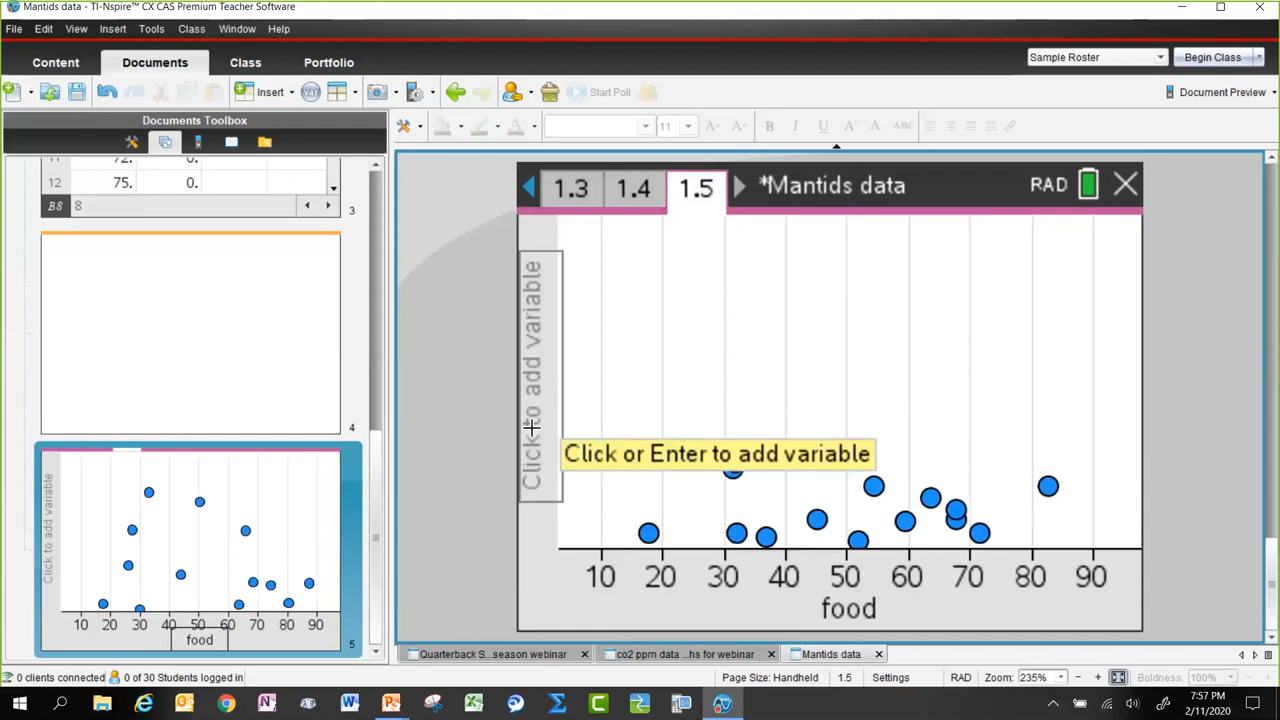 Mantids data - TI-Nspire™ CX CAS Premium Teacher Software
File Edit View Insert Tools Class Window Help
Content Documents Class Portfolio
Sample Roster
Begin Class
Insert
Start Poll
Document Preview
Documents Toolbox
11
72. 0.
12 75. 0.
B8 8
3
4
Click to add variable
10 20 30 40 50 60 70 80 90
food
5
1.3 1.4 1.5 *Mantids data RAD
Click to add variable
Click or Enter to add variable
10 20 30 40 50 60 70 80 90
food
Quarterback S...season webinar
co2 ppm data ...hs for webinar
Mantids data
0 clients connected 0 of 30 Students logged in
Page Size: Handheld 1.5 Settings RAD Zoom: 235% Boldness: 100%
7:57 PM
2/11/2020